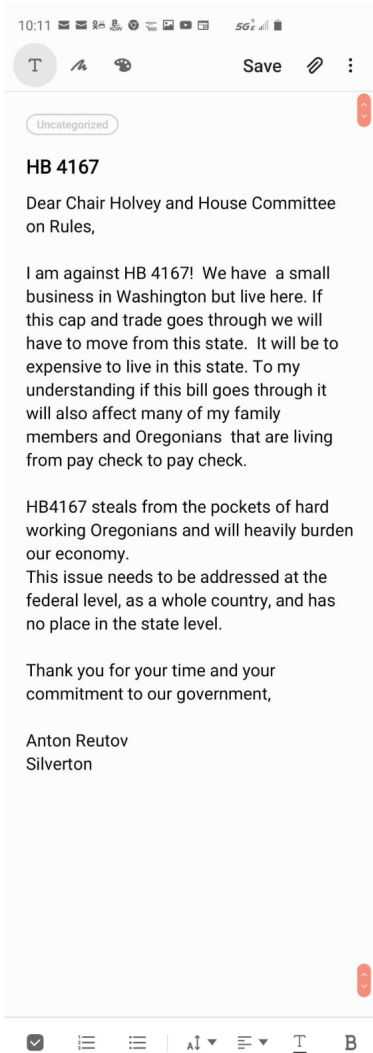 10:11
5GE
T
Save
Uncategorized
HB 4167
Dear Chair Holvey and House Committee
on Rules,
I am against HB 4167!  We have  a small
business in Washington but live here. If
this cap and trade goes through we will
have to move from this state.  It will be to
expensive to live in this state. To my
understanding if this bill goes through it
will also affect many of my family
members and Oregonians  that are living
from pay check to pay check.
HB4167 steals from the pockets of hard
working Oregonians and will heavily burden
our economy.
This issue needs to be addressed at the
federal level, as a whole country, and has
no place in the state level.
Thank you for your time and your
commitment to our government,
Anton Reutov
Silverton
A
T
B